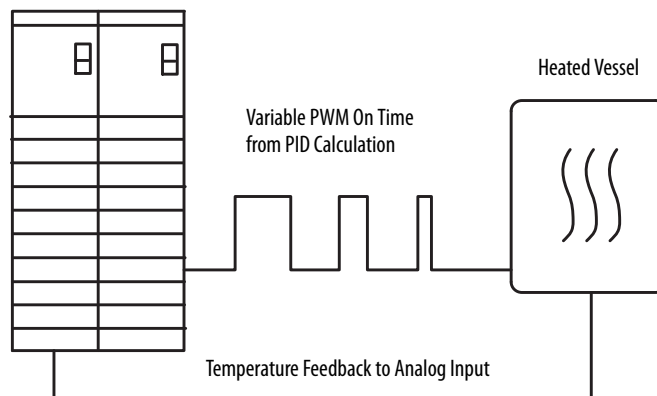 Heated Vessel
Variable PWM On Time
from PID Calculation
Temperature Feedback to Analog Input